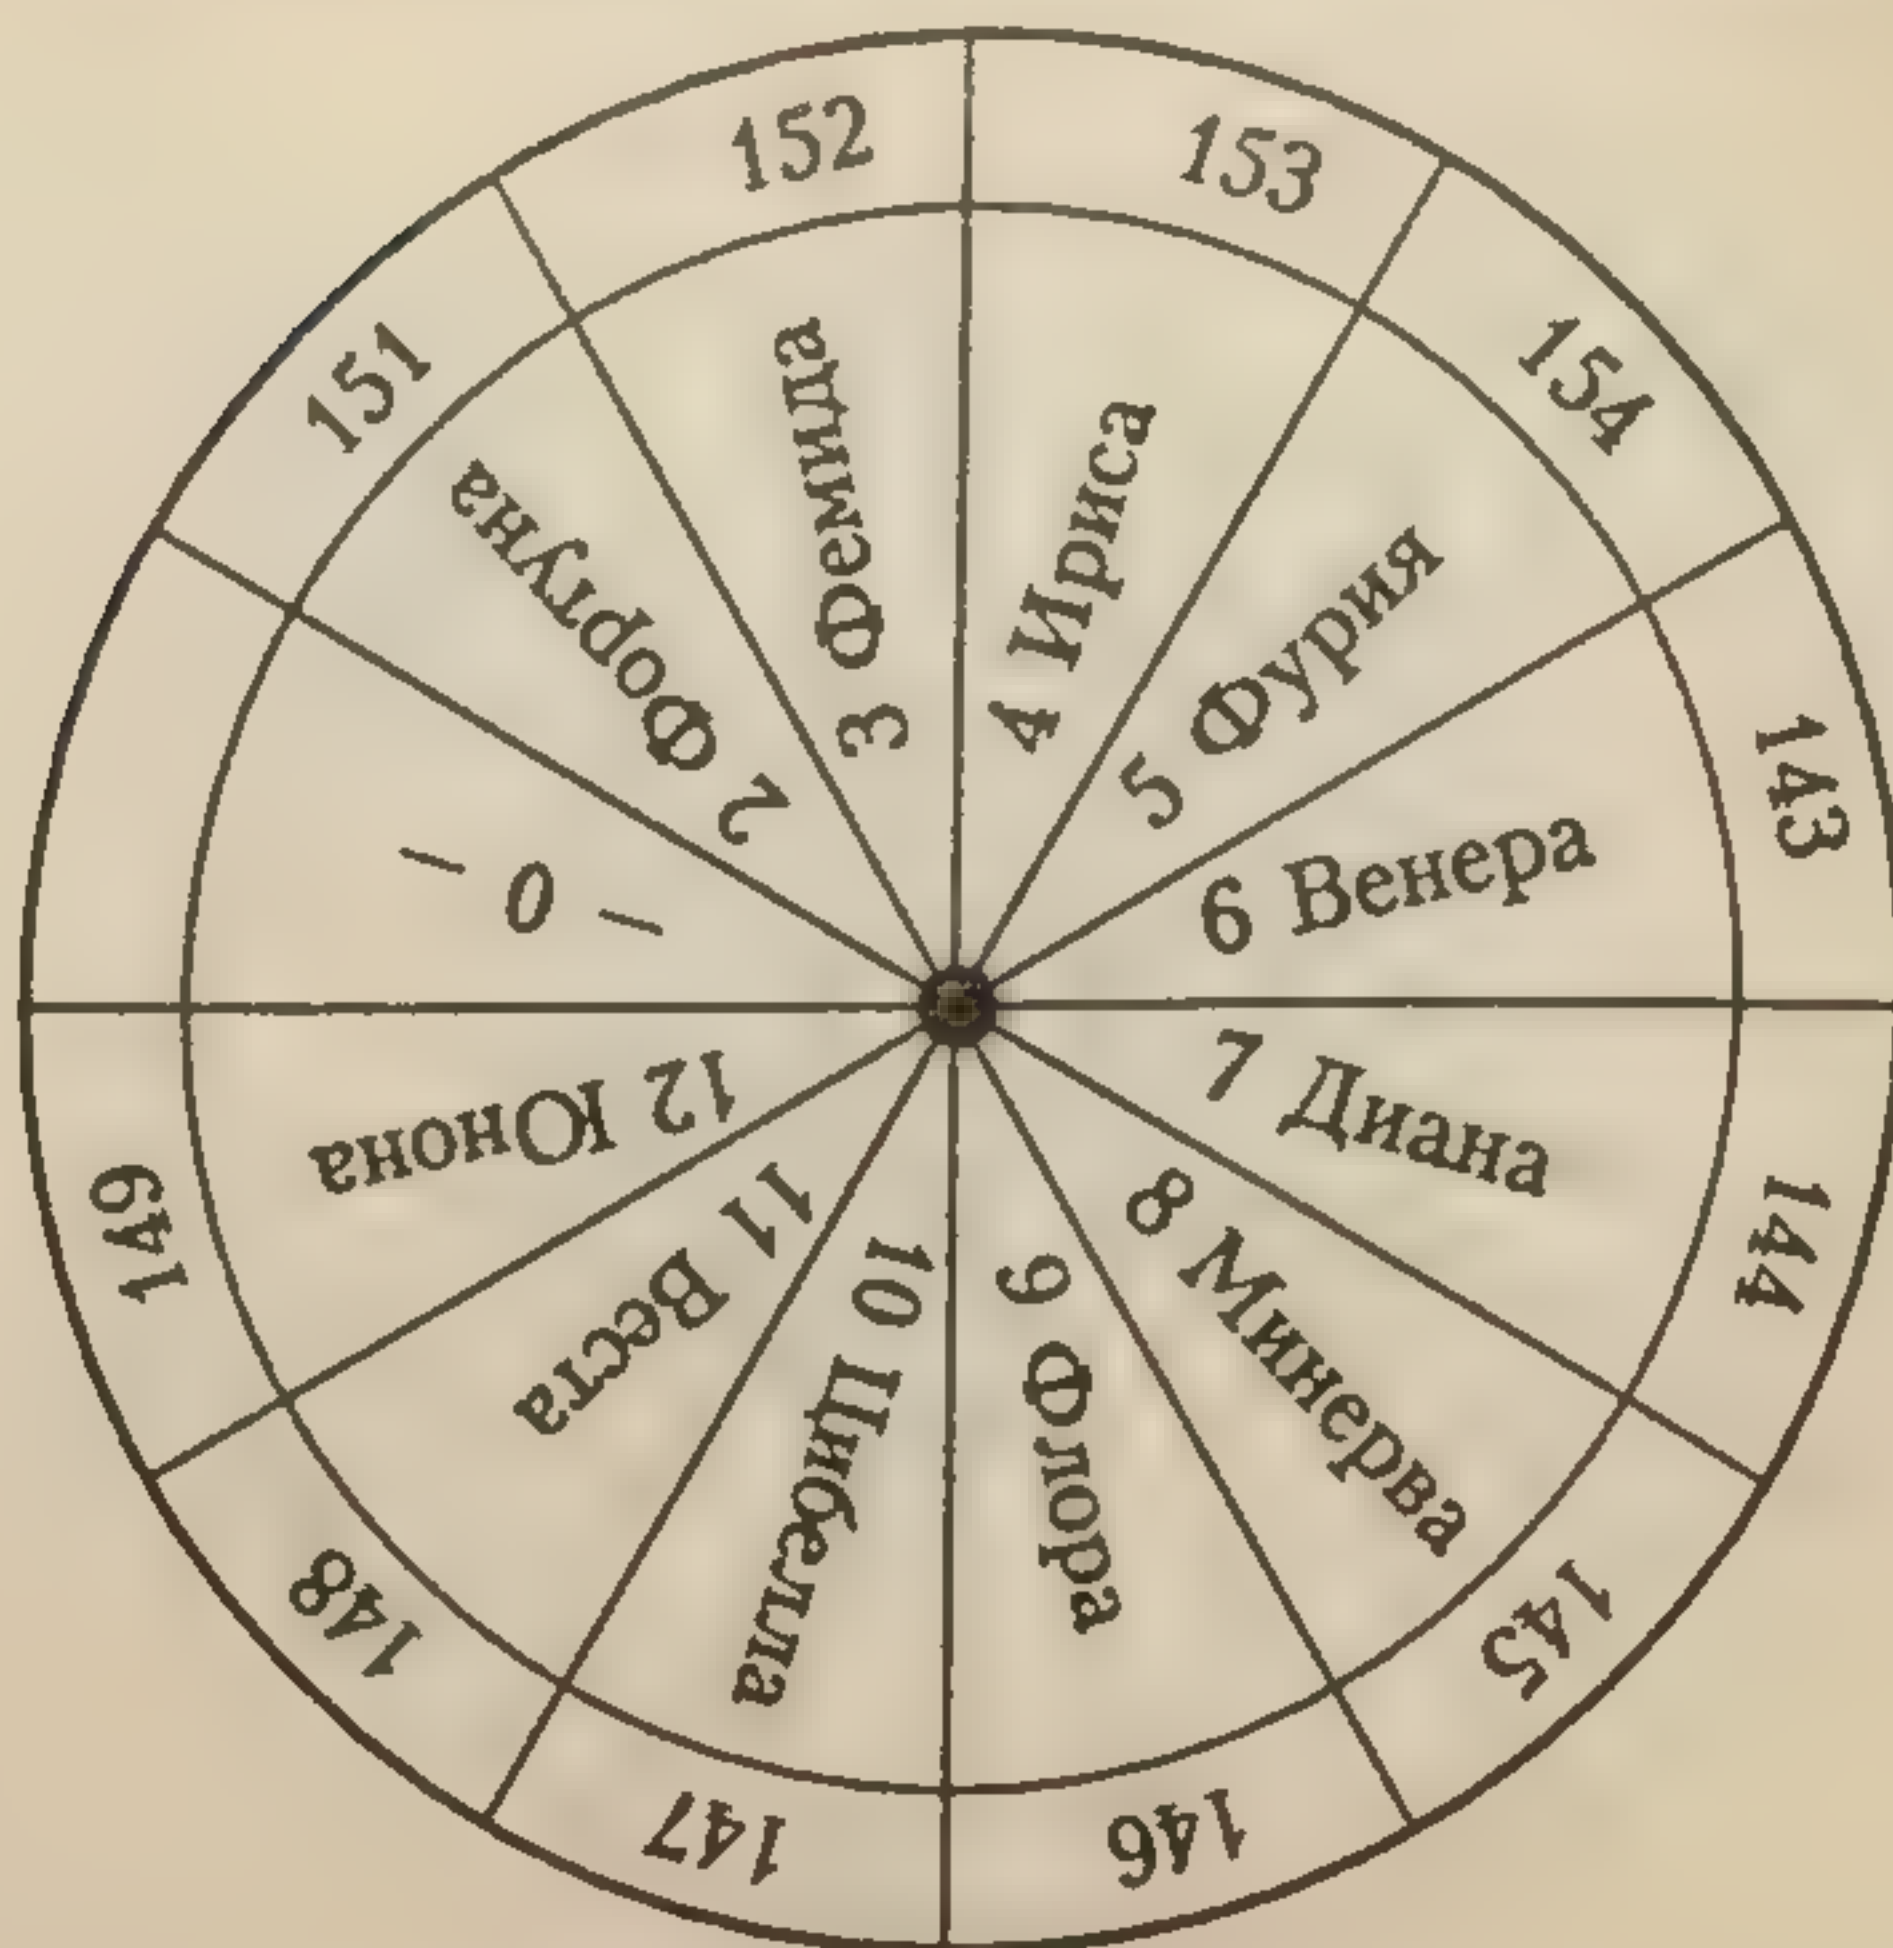 152
153
154
143
144
145
146
147
148
149
151
– 0 –
2 Фортуна
3 Фемида
4 Ириса
5 Фурия
6 Венера
7 Диана
8 Минерва
9 Флора
10 Цибелла
11 Веста
12 Юнона